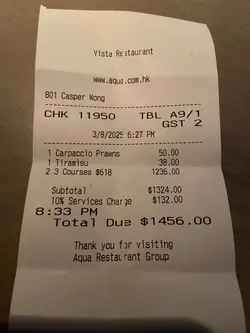 Vista Restaurant
www.aqua.com.hk
801 Casper Wong
CHK 11950 TBL A9/1
GST 2
3/8/2025 6:27 PM
1 Carpaccio Prawns 50.00
1 Tiramisu 38.00
2 3 Courses $618 1236.00
Subtotal $1324.00
10% Services Charge $132.00
8:33 PM
Total Due $1456.00
Thank you for visiting
Aqua Restaurant Group